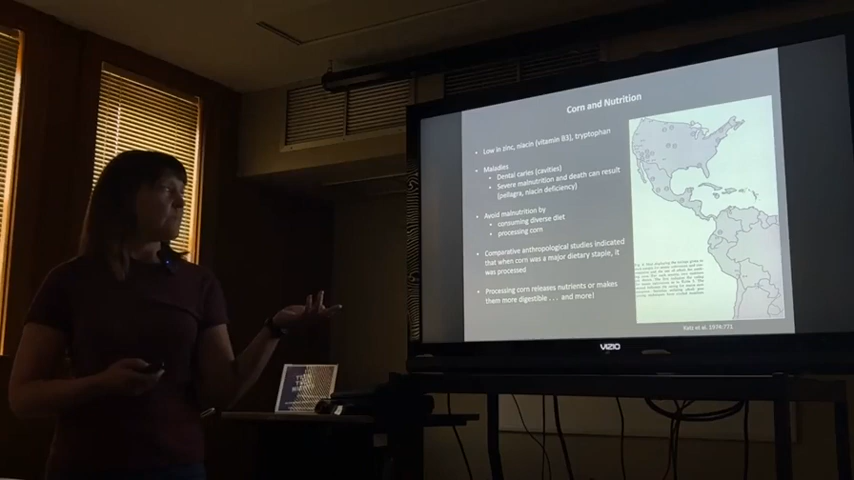 Corn and Nutrition
• Low in zinc, niacin (vitamin B3), tryptophan
• Maladies
• Dental caries (cavities)
• Severe malnutrition and death can result
(pellagra, niacin deficiency)
• Avoid malnutrition by
• consuming diverse diet
• processing corn
• Comparative anthropological studies indicated
that when corn was a major dietary staple, it
was processed
• Processing corn releases nutrients or makes
them more digestible . . . and more!
Katz et al. 1974:771
VIZIO